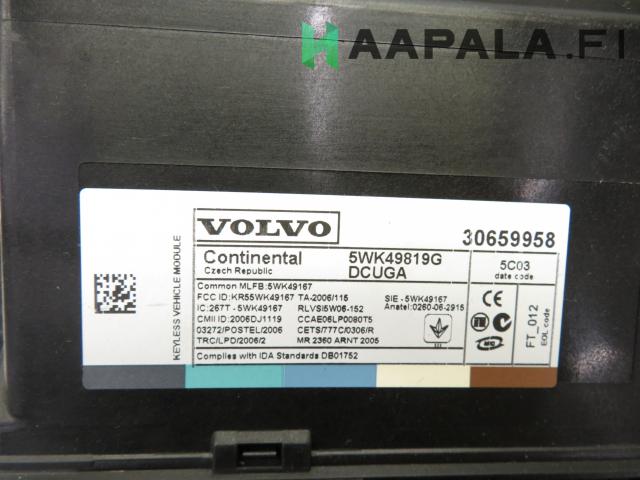 HAAPALA.FI
VOLVO
30659958
Continental
Czech Republic
5WK49819G
DCUGA
5C03
date code
KEYLESS VEHICLE MODULE
Common MLFB:5WK49167
FCC ID:KR55WK49167 TA-2006/115
SIE - 5WK49167
IC:267T - 5WK49167
RLVSI5W06-152
Anatel:0260-06-2915
CMII ID:2006DJ1119
CCAE06LP0080T5
03272/POSTEL/2006
CETS/777C/0306/R
TRC/LPD/2006/2
MR 2360 ARNT 2005
Complies with IDA Standards DB01752
CE
FT_012
EOL code